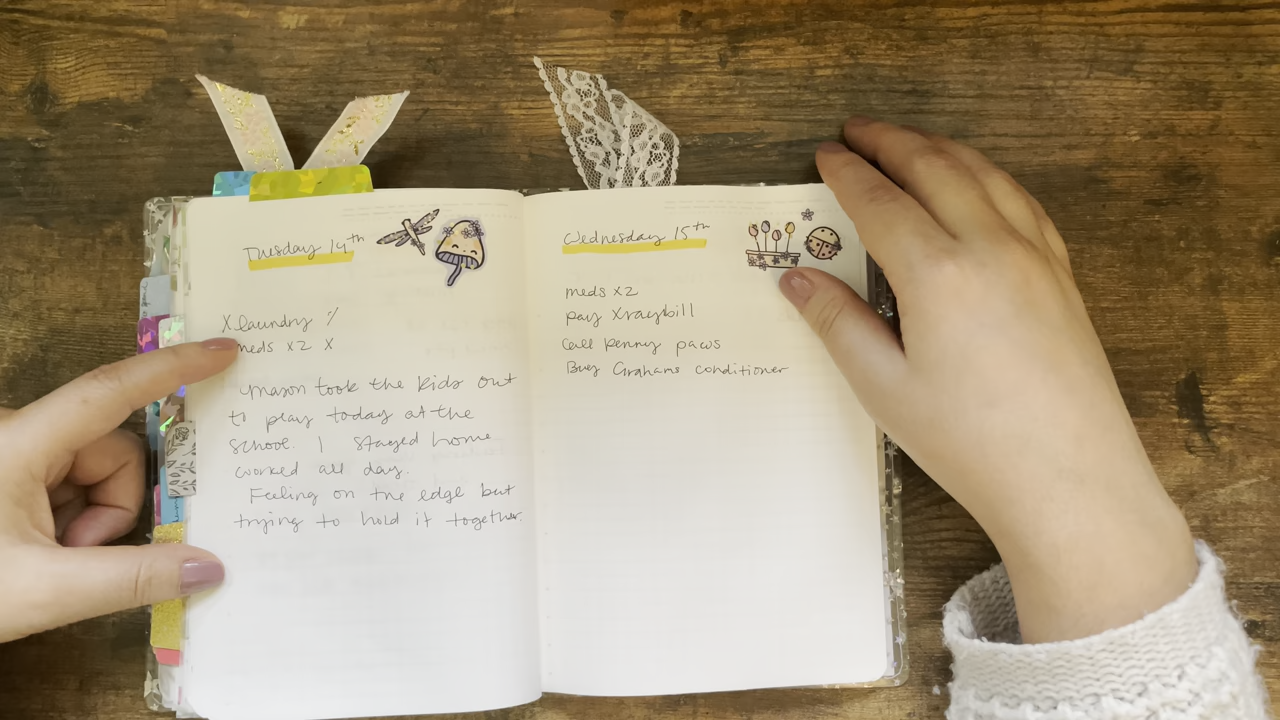 Tuesday 14th
X laundry ٪
meds x2 X
Mason took the kids out
to play today at the
school. I stayed home
worked all day.
Feeling on the edge but
trying to hold it together.
Wednesday 15th
meds x2
pay Xray bill
Call Penny paws
Buy Grahams conditioner